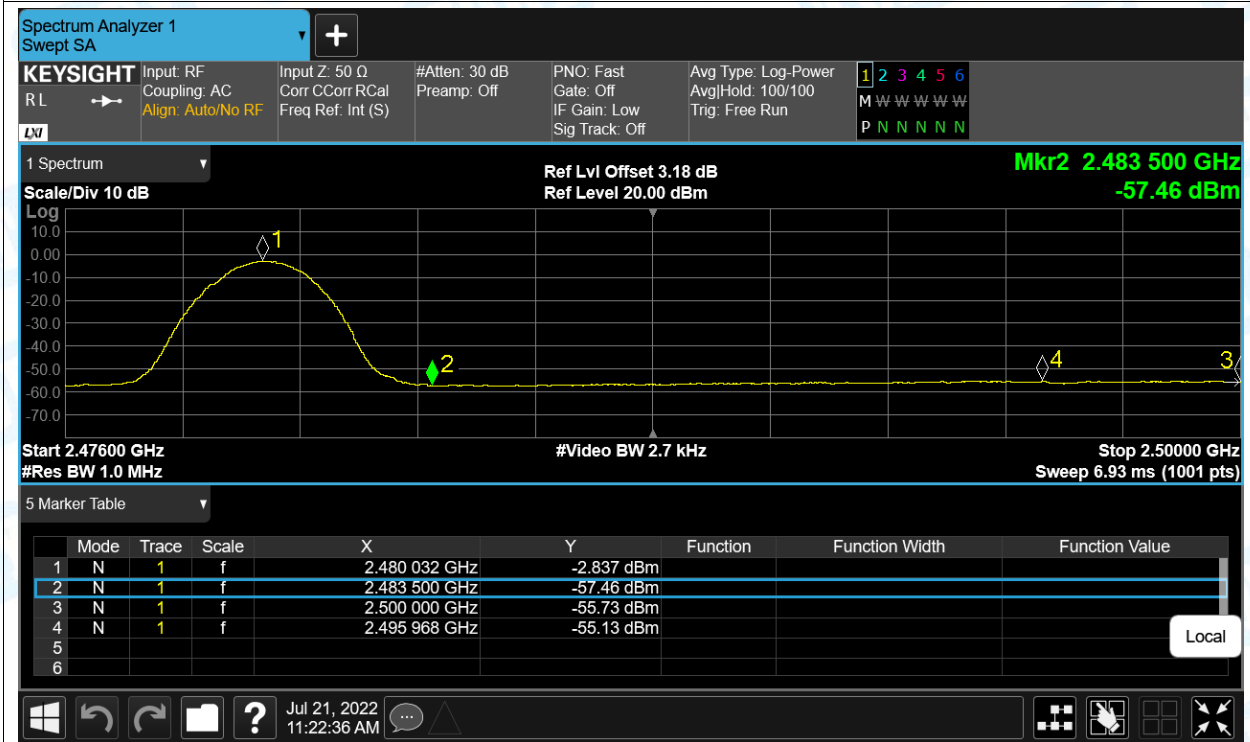 Spectrum Analyzer 1
Swept SA
+
KEYSIGHT Input: RF Input Z: 50 Ω #Atten: 30 dB PNO: Fast Avg Type: Log-Power 1 2 3 4 5 6
RL Coupling: AC Corr CCorr RCal Preamp: Off Gate: Off Avg|Hold: 100/100 M W W W W W W
Align: Auto/No RF Freq Ref: Int (S) IF Gain: Low Trig: Free Run
LXI Sig Track: Off P N N N N N
1 Spectrum
Ref Lvl Offset 3.18 dB Mkr2 2.483 500 GHz
Scale/Div 10 dB Ref Level 20.00 dBm -57.46 dBm
Log
10.0
0.00
-10.0
-20.0
-30.0
-40.0
-50.0
-60.0
-70.0
1
2
4
3
Start 2.47600 GHz #Video BW 2.7 kHz Stop 2.50000 GHz
#Res BW 1.0 MHz Sweep 6.93 ms (1001 pts)
5 Marker Table
Mode Trace Scale X Y Function Function Width Function Value
1 N 1 f 2.480 032 GHz -2.837 dBm
2 N 1 f 2.483 500 GHz -57.46 dBm
3 N 1 f 2.500 000 GHz -55.73 dBm
4 N 1 f 2.495 968 GHz -55.13 dBm
5
6
Local
? Jul 21, 2022
11:22:36 AM